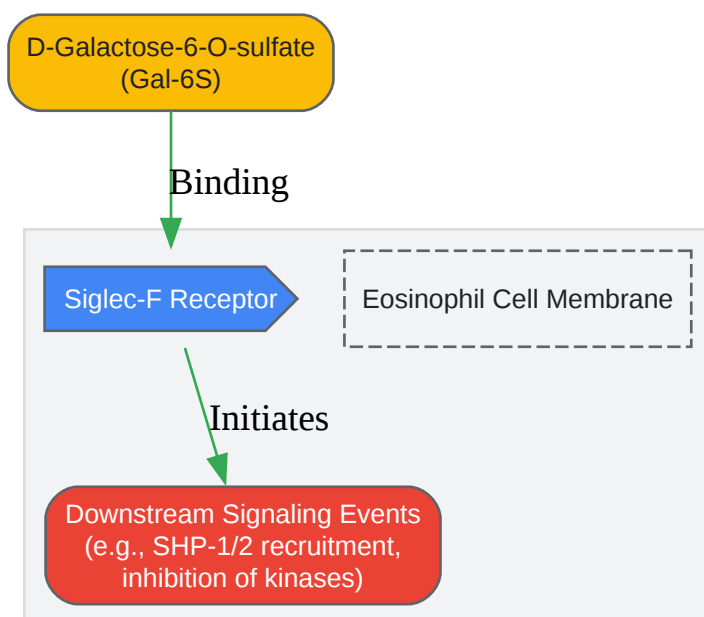 D-Galactose-6-O-sulfate
(Gal-6S)
Binding
Siglec-F Receptor
Eosinophil Cell Membrane
Initiates
Downstream Signaling Events
(e.g., SHP-1/2 recruitment,
inhibition of kinases)